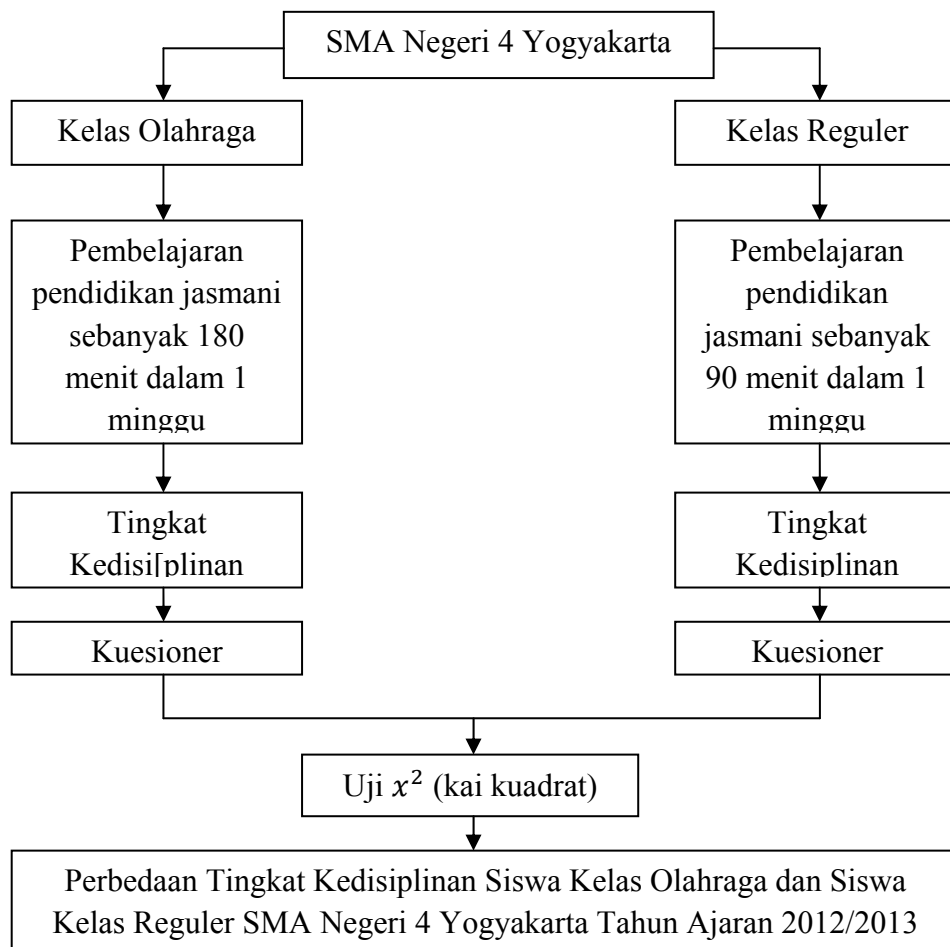 SMA Negeri 4 Yogyakarta
Kelas Olahraga
Kelas Reguler
Pembelajaran
pendidikan jasmani
sebanyak 180
menit dalam 1
minggu
Pembelajaran
pendidikan
jasmani sebanyak
90 menit dalam 1
minggu
Tingkat
Kedisi[plinan
Tingkat
Kedisiplinan
Kuesioner
Kuesioner
Uji 𝑥² (kai kuadrat)
Perbedaan Tingkat Kedisiplinan Siswa Kelas Olahraga dan Siswa
Kelas Reguler SMA Negeri 4 Yogyakarta Tahun Ajaran 2012/2013